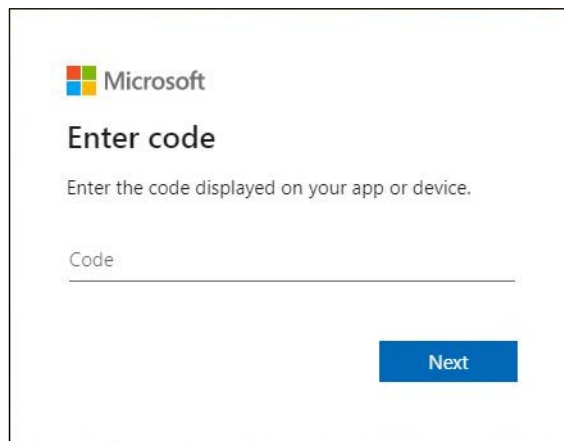 Microsoft
Enter code
Enter the code displayed on your app or device.
Code
Next